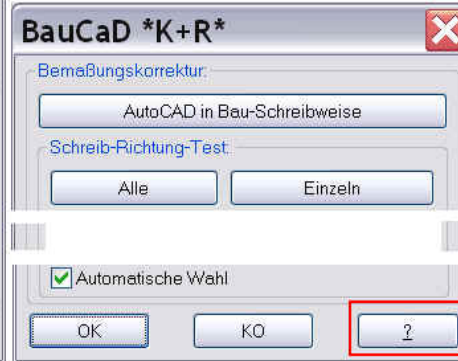 BauCaD *K+R*
Bemaßungskorrektur:
AutoCAD in Bau-Schreibweise
Schreib-Richtung-Test:
Alle Einzeln
Automatische Wahl
OK KO ?